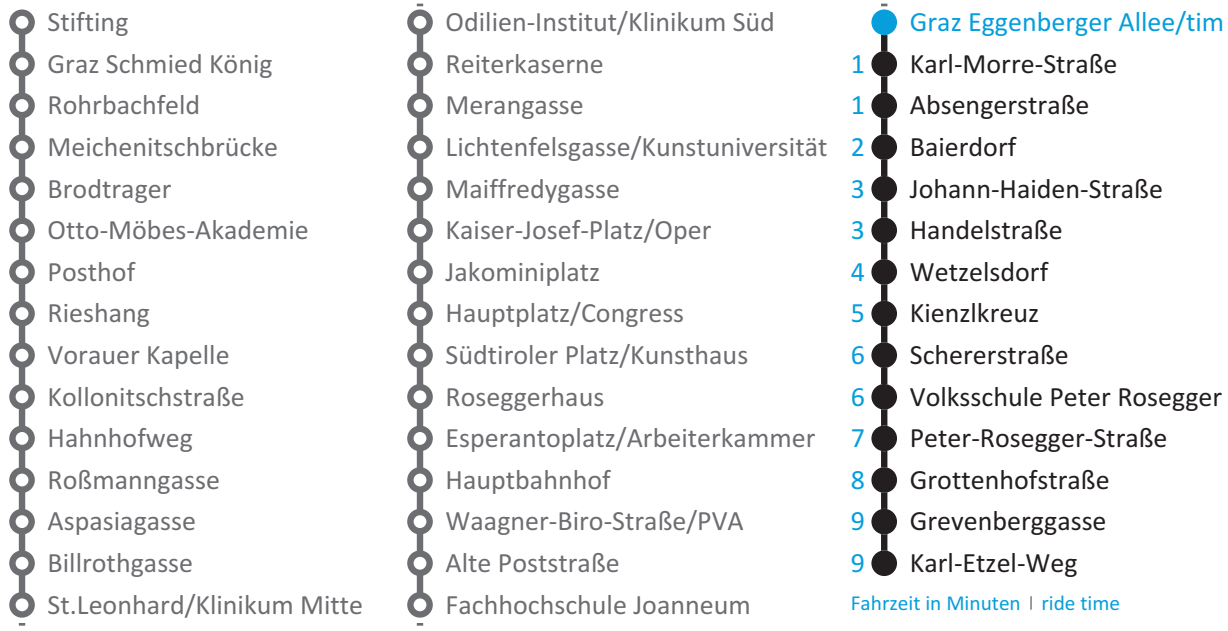 Stifting
Graz Schmied König
Rohrbachfeld
Meichenitschbrücke
Brodtrager
Otto-Möbes-Akademie
Posthof
Rieshang
Vorauer Kapelle
Kollonitschstraße
Hahnhofweg
Roßmanngasse
Aspasiagasse
Billrothgasse
St.Leonhard/Klinikum Mitte
Odilien-Institut/Klinikum Süd
Reiterkaserne
Merangasse
Lichtenfelsgasse/Kunstuniversität
Maiffredygasse
Kaiser-Josef-Platz/Oper
Jakominiplatz
Hauptplatz/Congress
Südtiroler Platz/Kunsthaus
Roseggerhaus
Esperantoplatz/Arbeiterkammer
Hauptbahnhof
Waagner-Biro-Straße/PVA
Alte Poststraße
Fachhochschule Joanneum
Graz Eggenberger Allee/tim
1 Karl-Morre-Straße
1 Absengerstraße
2 Baierdorf
3 Johann-Haiden-Straße
3 Handelstraße
4 Wetzelsdorf
5 Kienzlkreuz
6 Schererstraße
6 Volksschule Peter Rosegger
7 Peter-Rosegger-Straße
8 Grottenhofstraße
9 Grevenberggasse
9 Karl-Etzel-Weg
Fahrzeit in Minuten | ride time